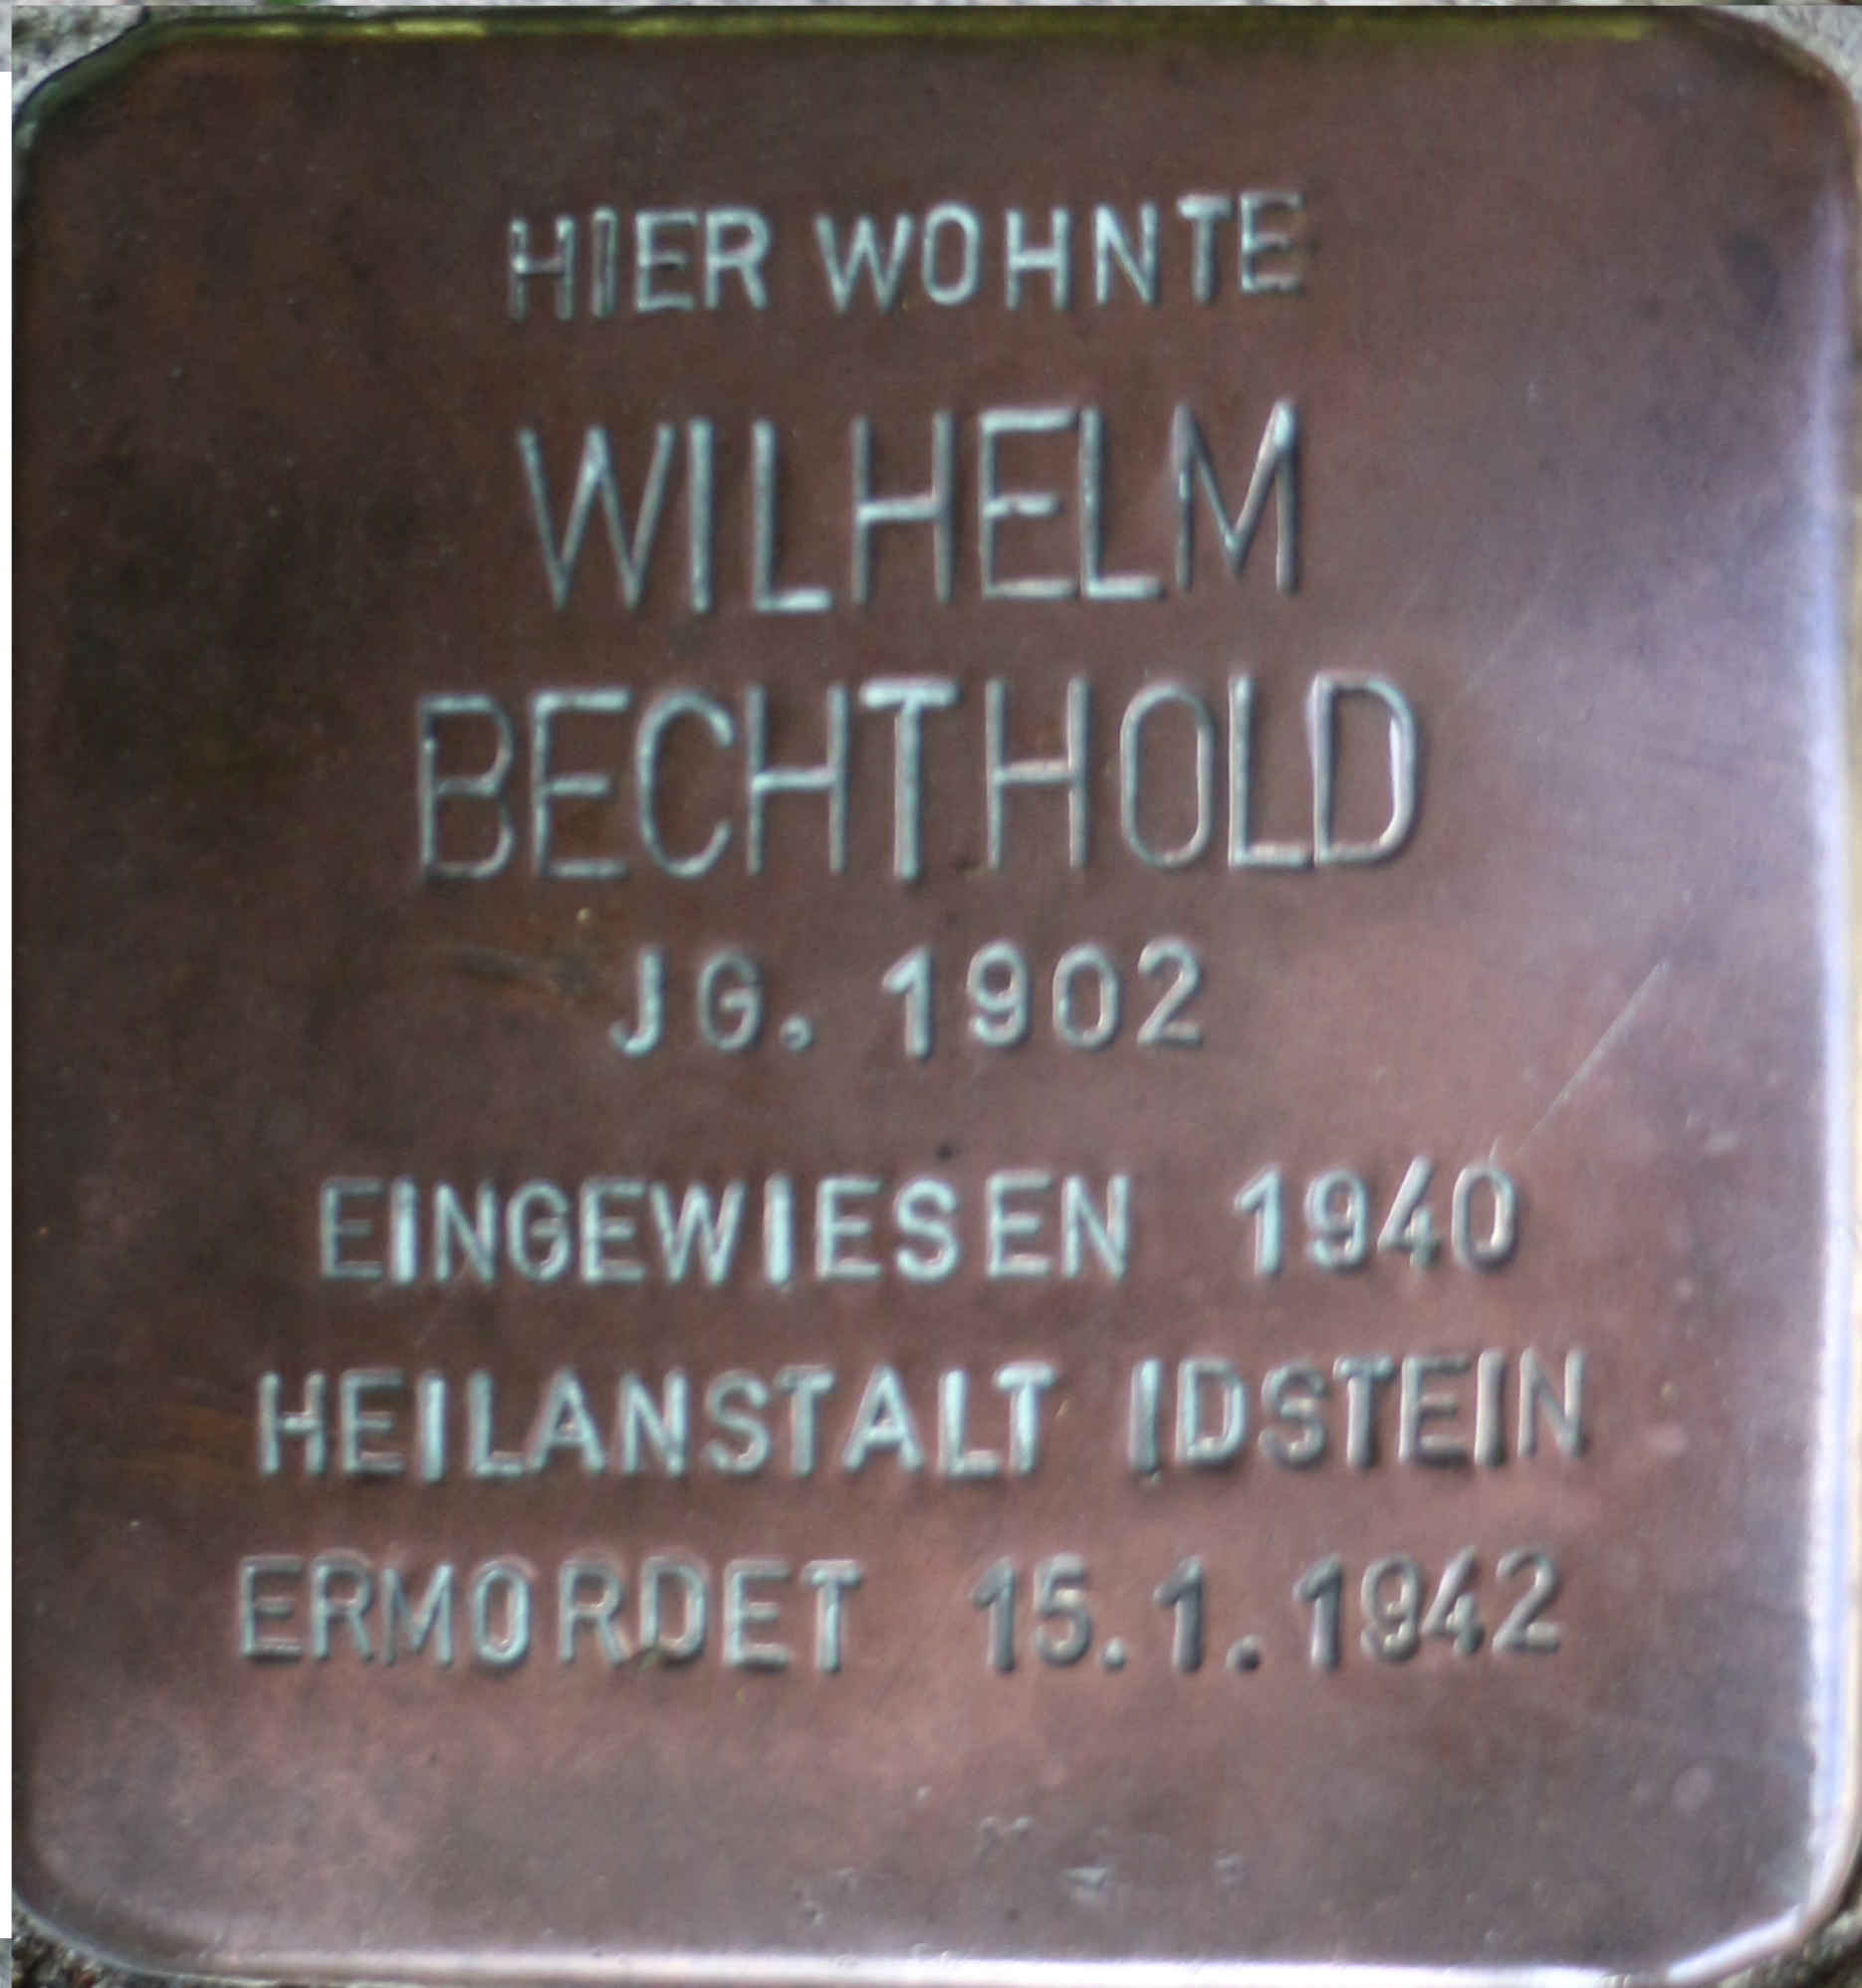 HIER WOHNTE
WILHELM
BECHTHOLD
JG. 1902
EINGEWIESEN 1940
HEILANSTALT IDSTEIN
ERMORDET 15.1.1942